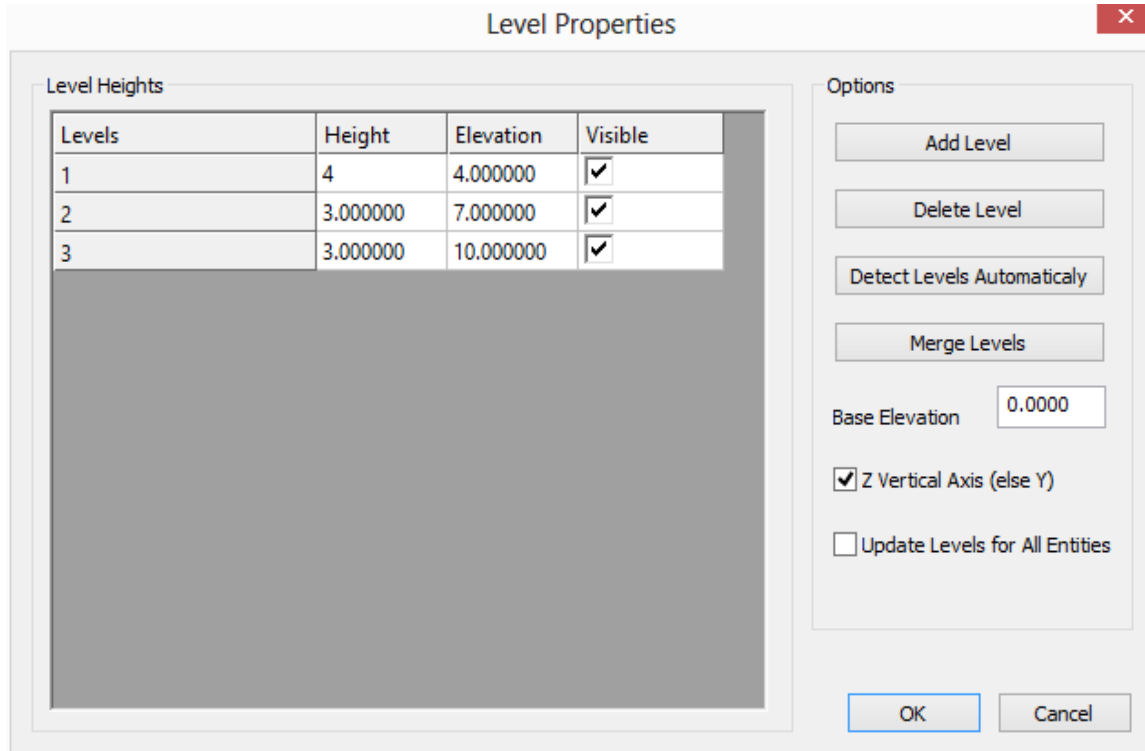 Level Properties
Level Heights
Levels Height Elevation Visible
1 4 4.000000
2 3.000000 7.000000
3 3.000000 10.000000
Options
Add Level
Delete Level
Detect Levels Automaticaly
Merge Levels
Base Elevation 0.0000
Z Vertical Axis (else Y)
Update Levels for All Entities
OK Cancel